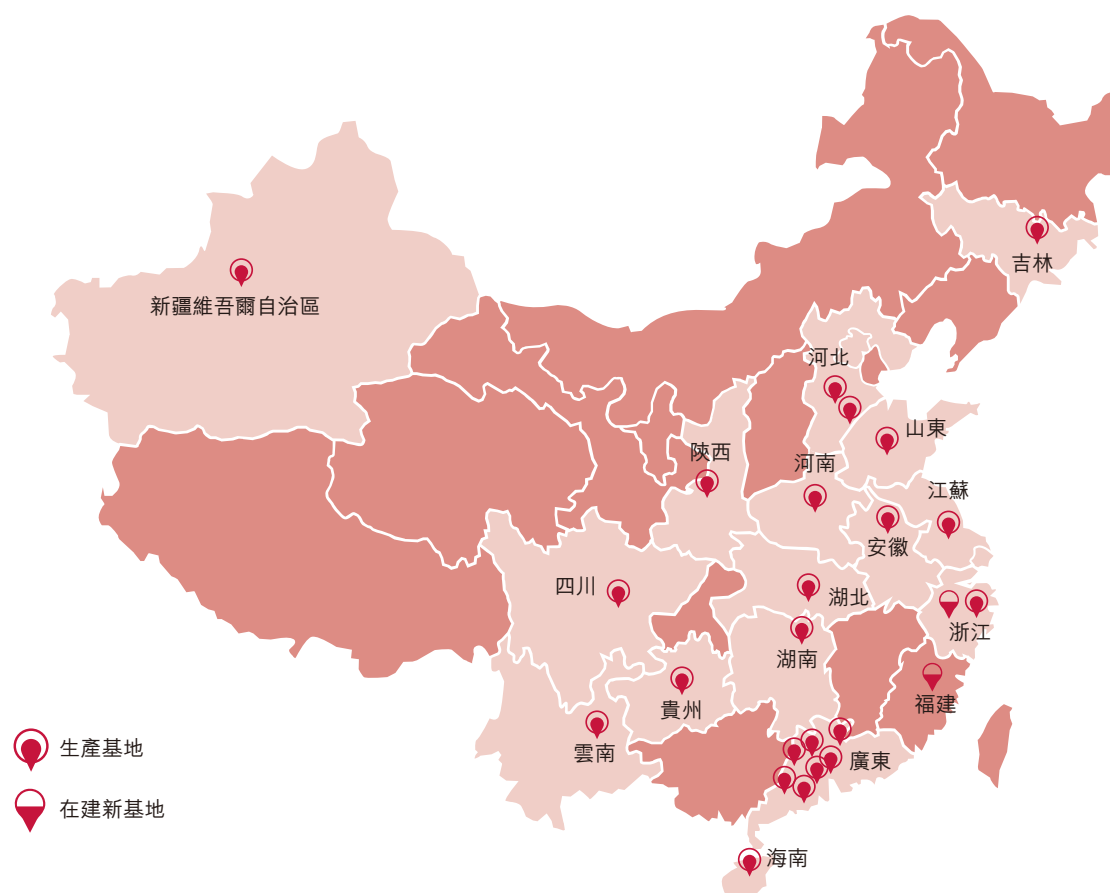 吉林
新疆維吾爾自治區
河北
山東
陝西
河南
江蘇
安徽
四川
湖北
浙江
湖南
福建
貴州
雲南
廣東
海南
生產基地
在建新基地